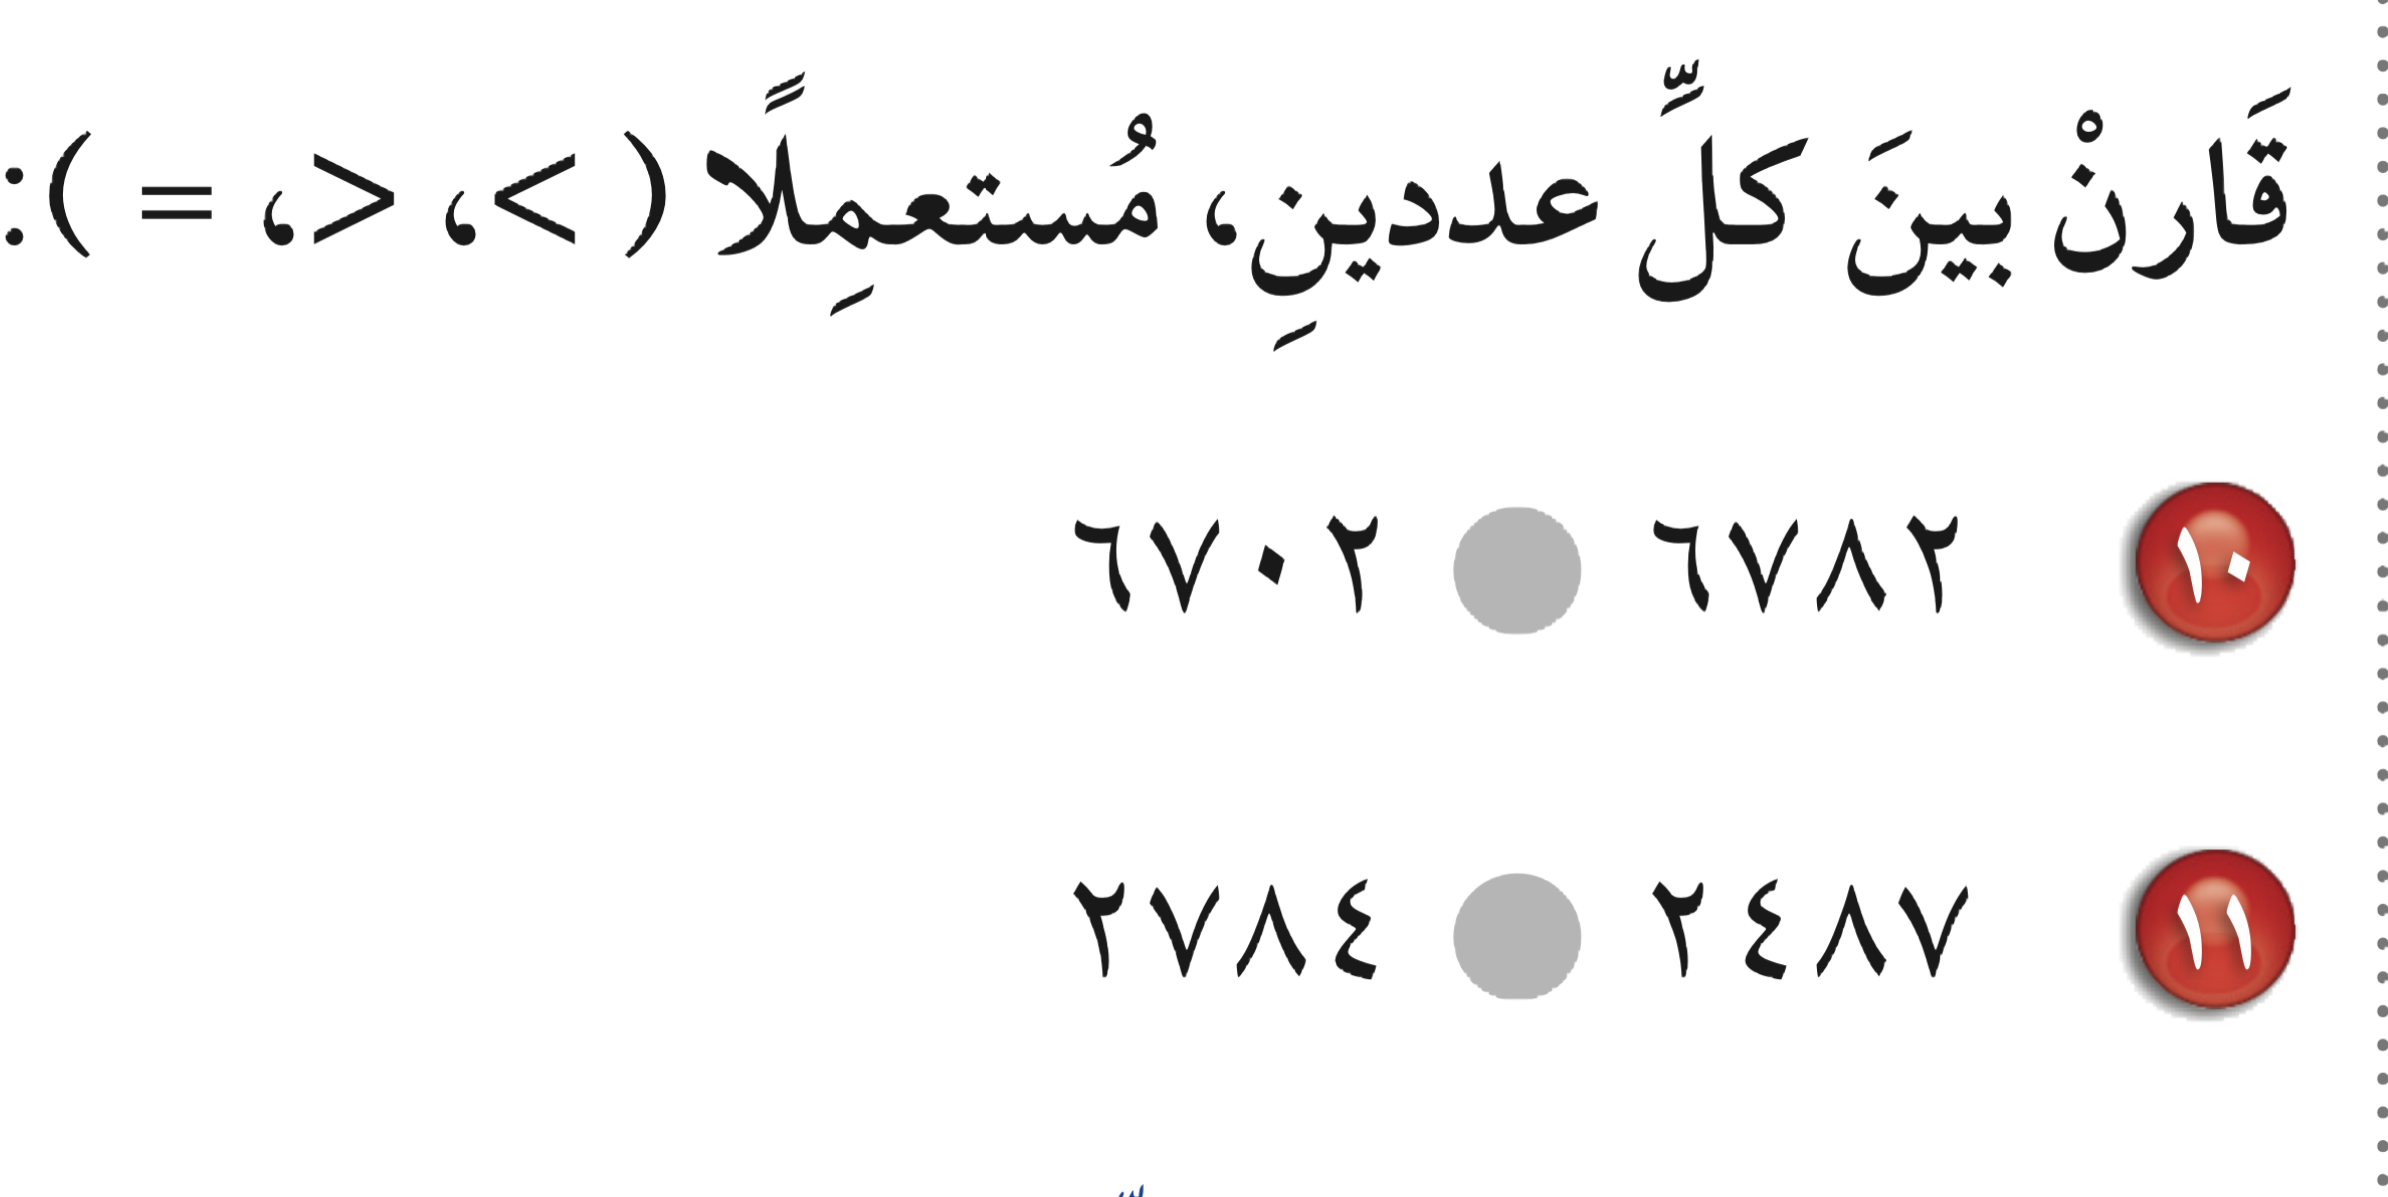 قَارنْ بينَ كلِّ عددينِ، مُستعمِلًا ( < ، > ، = ):
١٠ ٦٧٨٢ ٦٧٠٢
١١ ٢٤٨٧ ٢٧٨٤